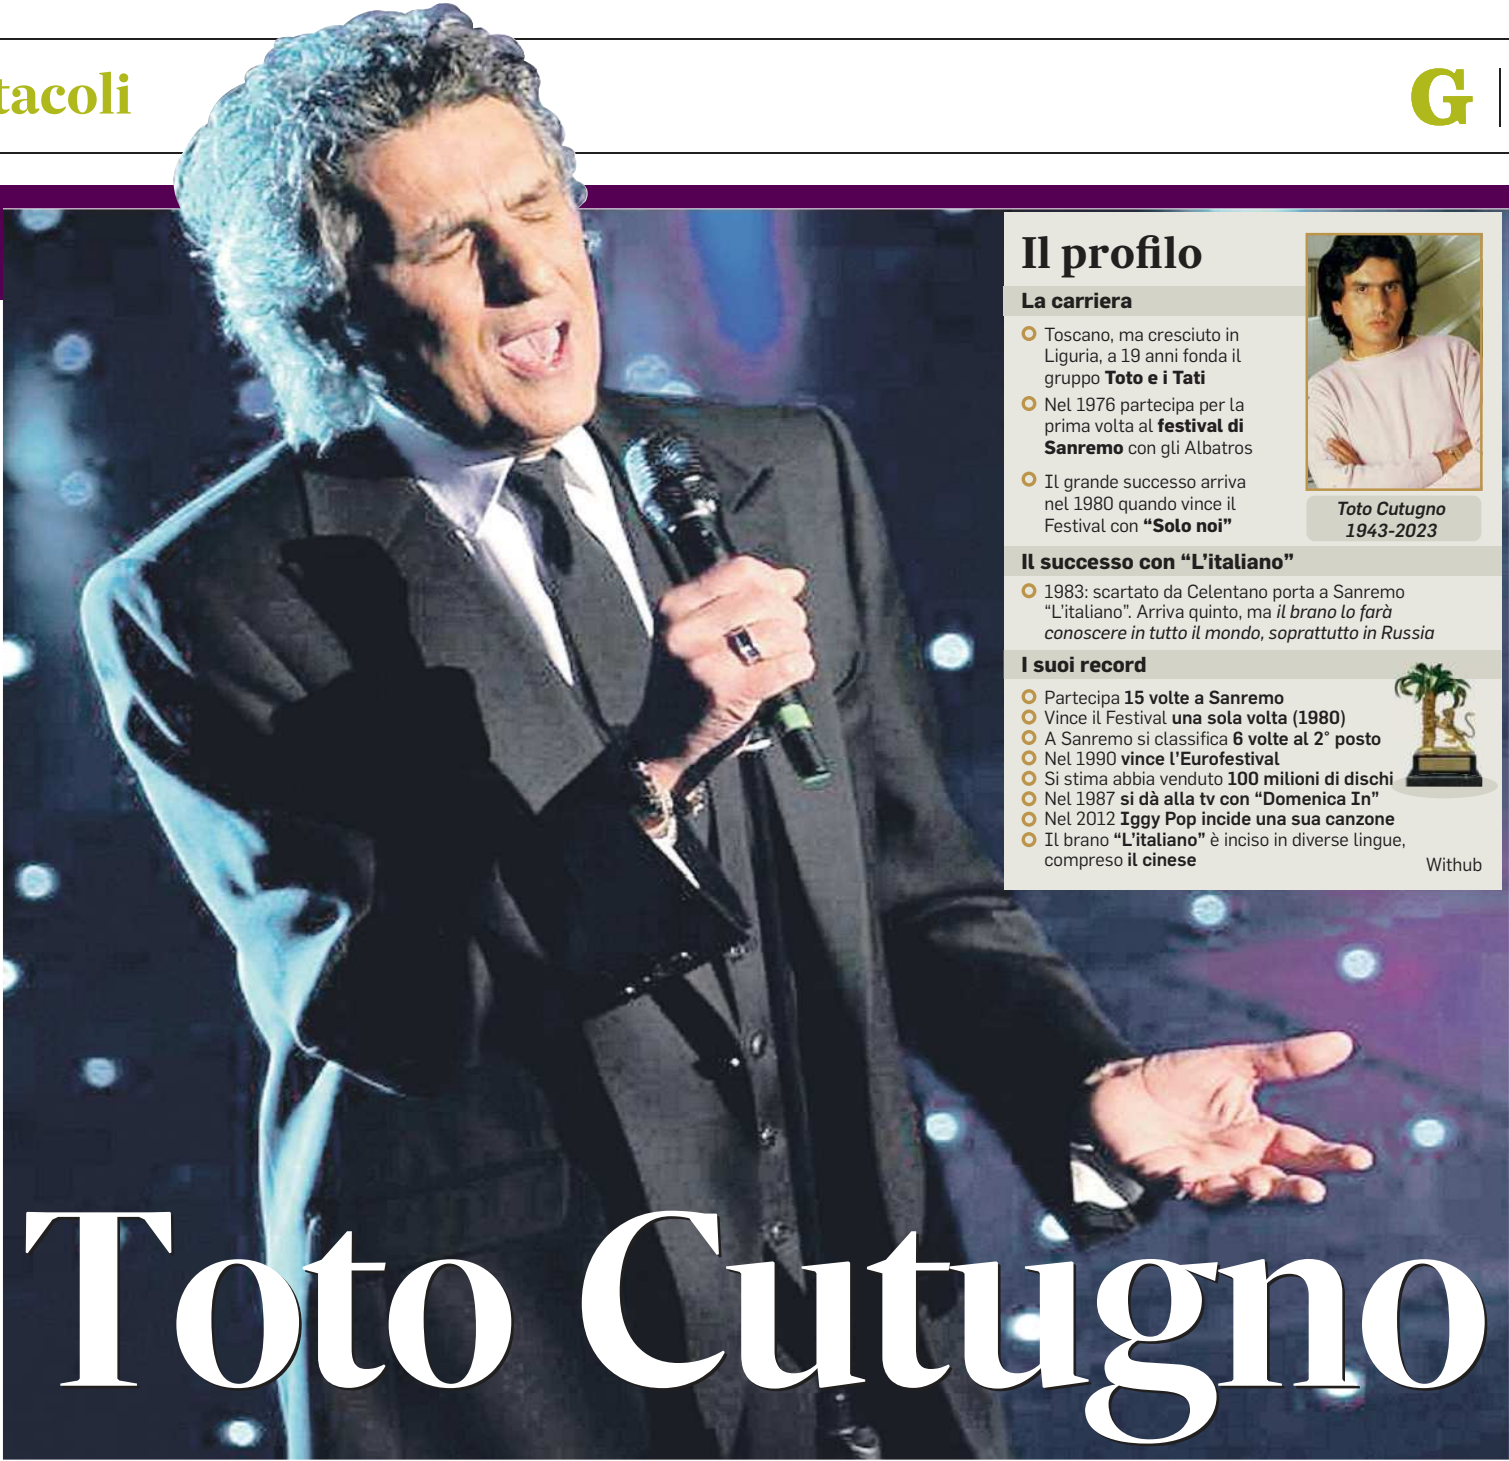 tacoli
G
Il profilo
La carriera
Toscano, ma cresciuto in
Liguria, a 19 anni fonda il
gruppo Toto e i Tati
Nel 1976 partecipa per la
prima volta al festival di
Sanremo con gli Albatros
Il grande successo arriva
nel 1980 quando vince il
Festival con “Solo noi”
Toto Cutugno
1943-2023
Il successo con “L’italiano”
1983: scartato da Celentano porta a Sanremo
“L’italiano”. Arriva quinto, ma il brano lo farà
conoscere in tutto il mondo, soprattutto in Russia
I suoi record
Partecipa 15 volte a Sanremo
Vince il Festival una sola volta (1980)
A Sanremo si classifica 6 volte al 2° posto
Nel 1990 vince l’Eurofestival
Si stima abbia venduto 100 milioni di dischi
Nel 1987 si dà alla tv con “Domenica In”
Nel 2012 Iggy Pop incide una sua canzone
Il brano “L’italiano” è inciso in diverse lingue,
compreso il cinese
Withub
Toto Cutugno